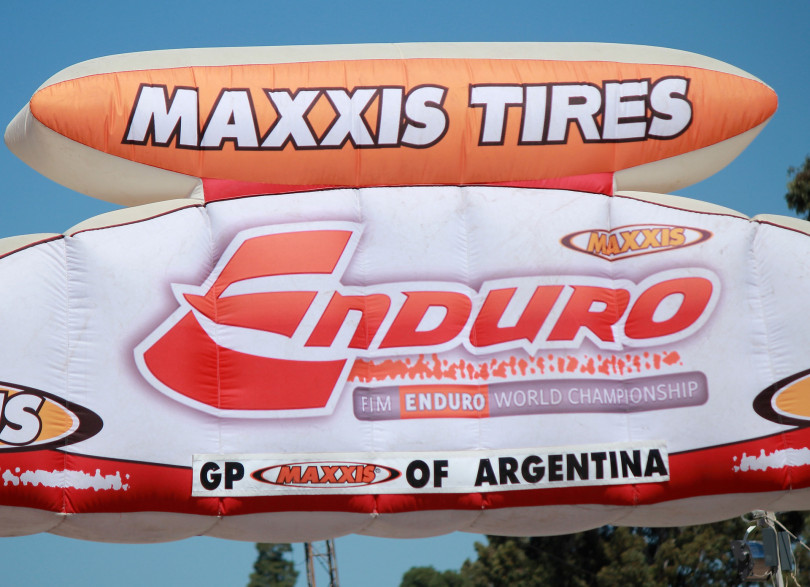 MAXXIS TIRES
MAXXIS
ENDURO
FIM ENDURO WORLD CHAMPIONSHIP
GP MAXXIS OF ARGENTINA